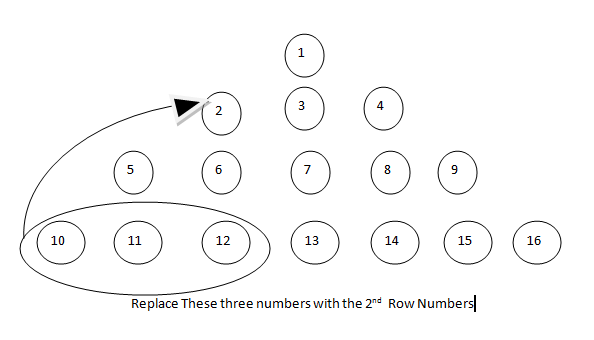 1
2 3 4
5 6 7 8 9
10 11 12 13 14 15 16
Replace These three numbers with the 2nd Row Numbers